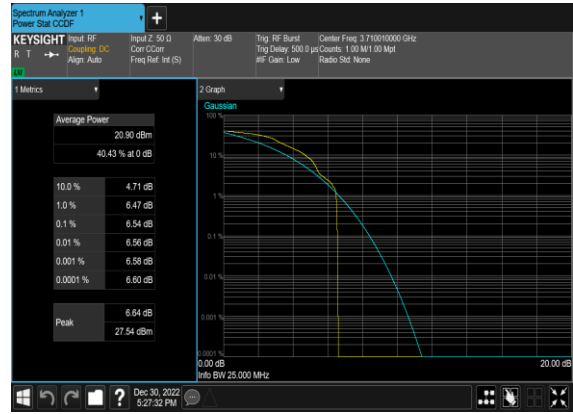 Spectrum Analyzer 1
Power Stat CCDF
KEYSIGHT
R T
Input: RF
Coupling: DC
Align: Auto
Input Z: 50 Ω
Corr CCorr
Freq Ref: Int (S)
Atten: 30 dB
Trig: RF Burst
Trig Delay: 500.0 µs
#IF Gain: Low
Center Freq: 3.710010000 GHz
Counts: 1.00 M/1.00 Mpt
Radio Std: None
1 Metrics
Average Power
20.90 dBm
40.43 % at 0 dB
10.0 % 4.71 dB
1.0 % 6.47 dB
0.1 % 6.54 dB
0.01 % 6.56 dB
0.001 % 6.58 dB
0.0001 % 6.60 dB
Peak
6.64 dB
27.54 dBm
2 Graph
Gaussian
100 %
10 %
1 %
0.1 %
0.01 %
0.001 %
0.0001 %
0.00 dB
20.00 dB
Info BW 25.000 MHz
Dec 30, 2022
5:27:32 PM